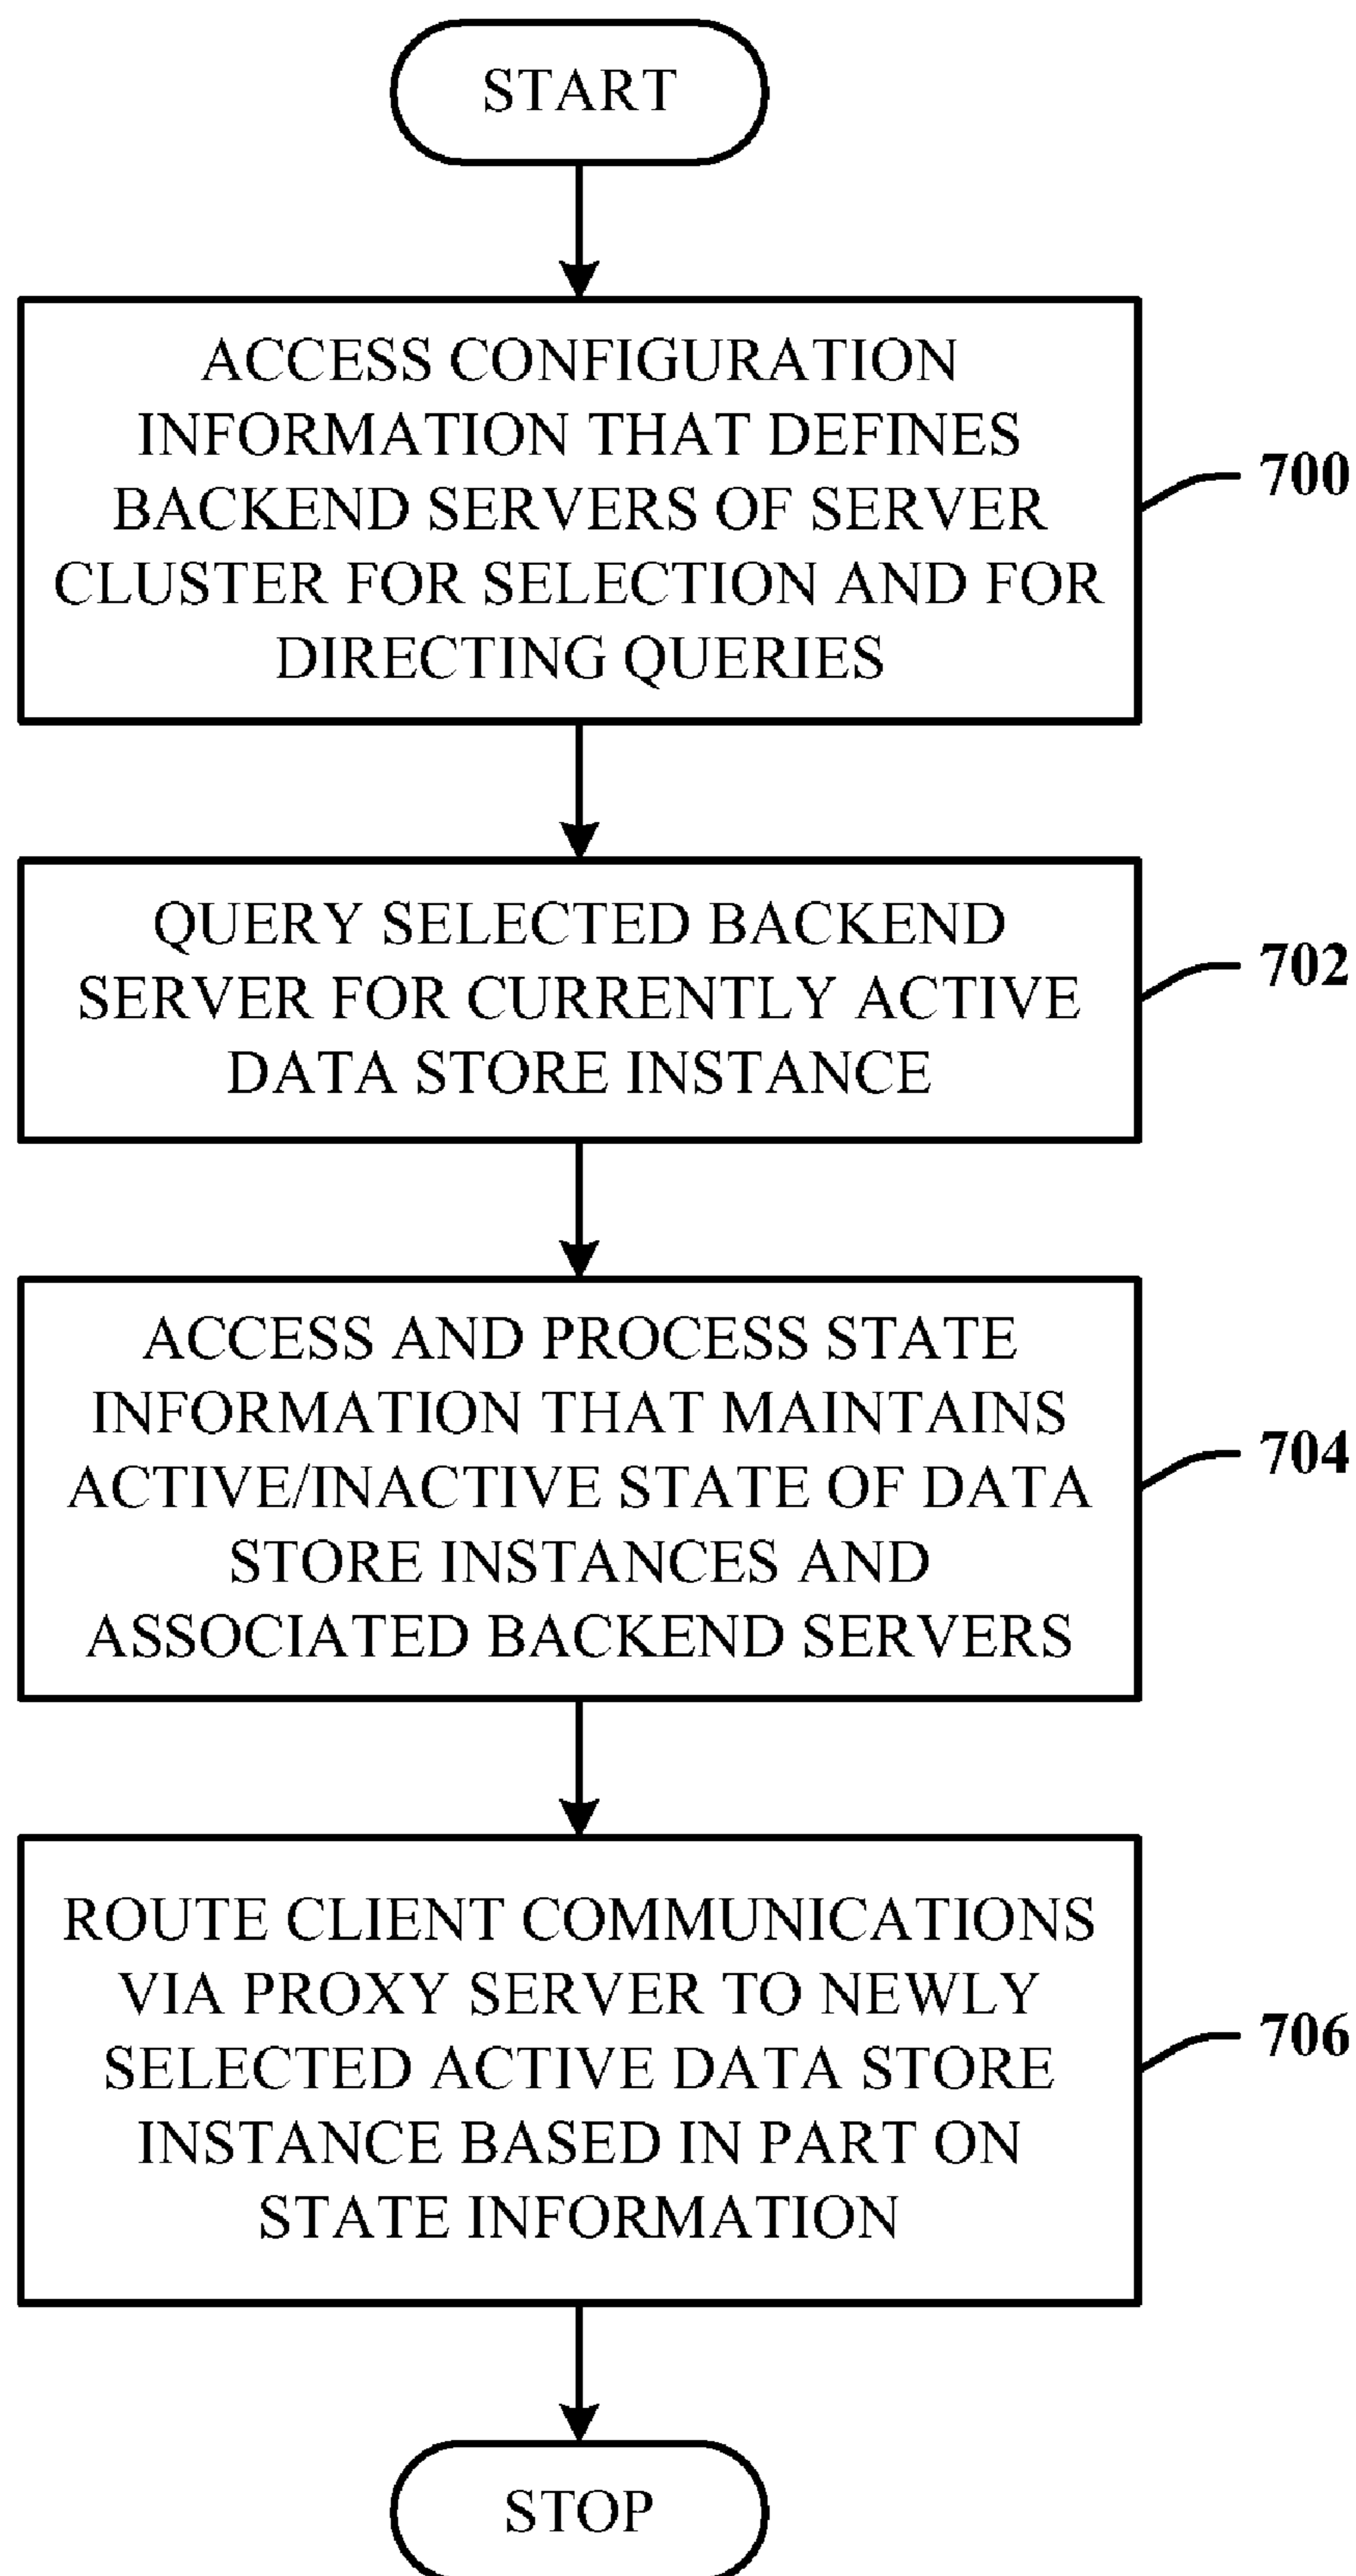 START
ACCESS CONFIGURATION
INFORMATION THAT DEFINES
BACKEND SERVERS OF SERVER
CLUSTER FOR SELECTION AND FOR
DIRECTING QUERIES
700
QUERY SELECTED BACKEND
SERVER FOR CURRENTLY ACTIVE
DATA STORE INSTANCE
702
ACCESS AND PROCESS STATE
INFORMATION THAT MAINTAINS
ACTIVE/INACTIVE STATE OF DATA
STORE INSTANCES AND
ASSOCIATED BACKEND SERVERS
704
ROUTE CLIENT COMMUNICATIONS
VIA PROXY SERVER TO NEWLY
SELECTED ACTIVE DATA STORE
INSTANCE BASED IN PART ON
STATE INFORMATION
706
STOP